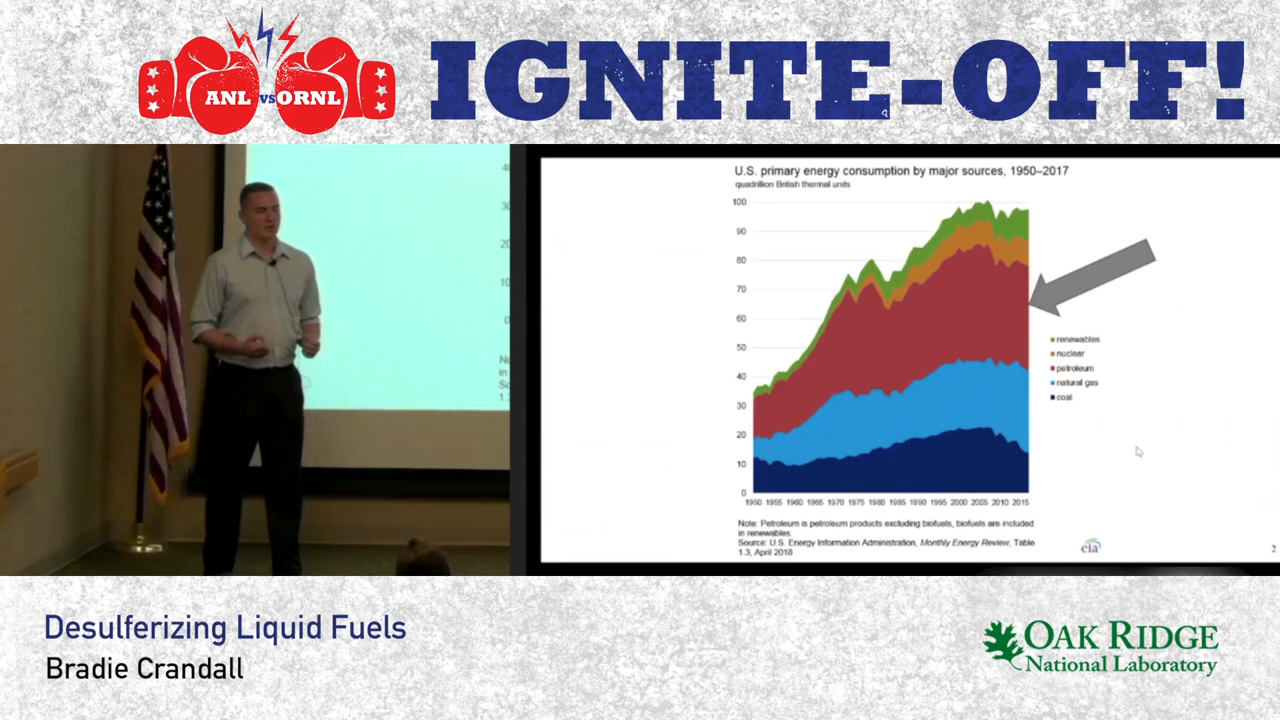 ANL vs ORNL
IGNITE-OFF!
U.S. primary energy consumption by major sources, 1950–2017
quadrillion British thermal units
100
90
80
70
60
50
40
30
20
10
0
1950 1955 1960 1965 1970 1975 1980 1985 1990 1995 2000 2005 2010 2015
renewables
nuclear
petroleum
natural gas
coal
Note: Petroleum is petroleum products excluding biofuels, biofuels are included
in renewables.
Source: U.S. Energy Information Administration, Monthly Energy Review, Table
1.3, April 2018
eia
2
20
10
0
Desulferizing Liquid Fuels
Bradie Crandall
OAK RIDGE
National Laboratory